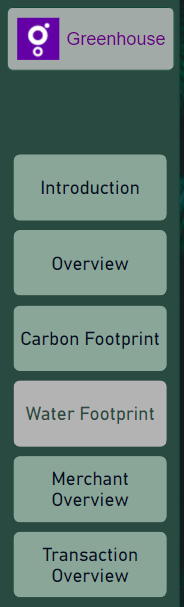 Greenhouse
Introduction
Overview
Carbon Footprint
Water Footprint
Merchant
Overview
Transaction
Overview